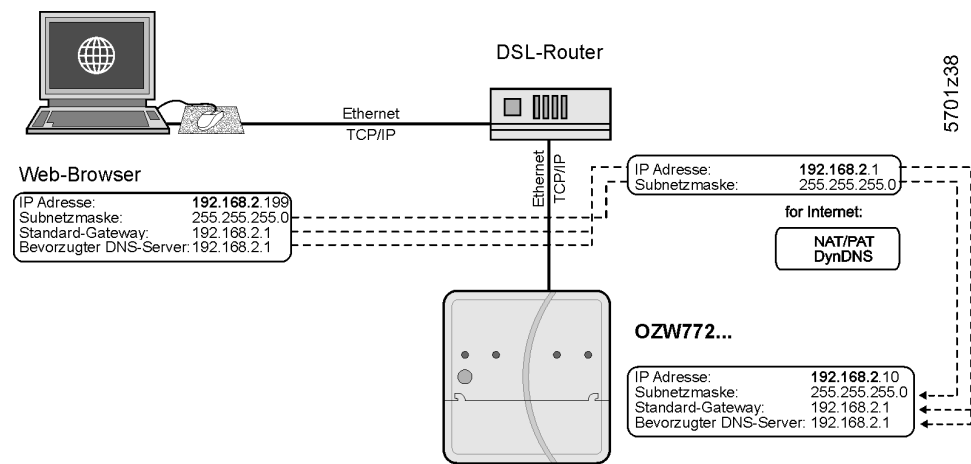 DSL-Router
5701z38
Ethernet
TCP/IP
Ethernet
TCP/IP
Web-Browser
IP Adresse: 192.168.2.199
Subnetzmaske: 255.255.255.0
Standard-Gateway: 192.168.2.1
Bevorzugter DNS-Server: 192.168.2.1
IP Adresse: 192.168.2.1
Subnetzmaske: 255.255.255.0
for Internet:
NAT/PAT
DynDNS
OZW772...
IP Adresse: 192.168.2.10
Subnetzmaske: 255.255.255.0
Standard-Gateway: 192.168.2.1
Bevorzugter DNS-Server: 192.168.2.1